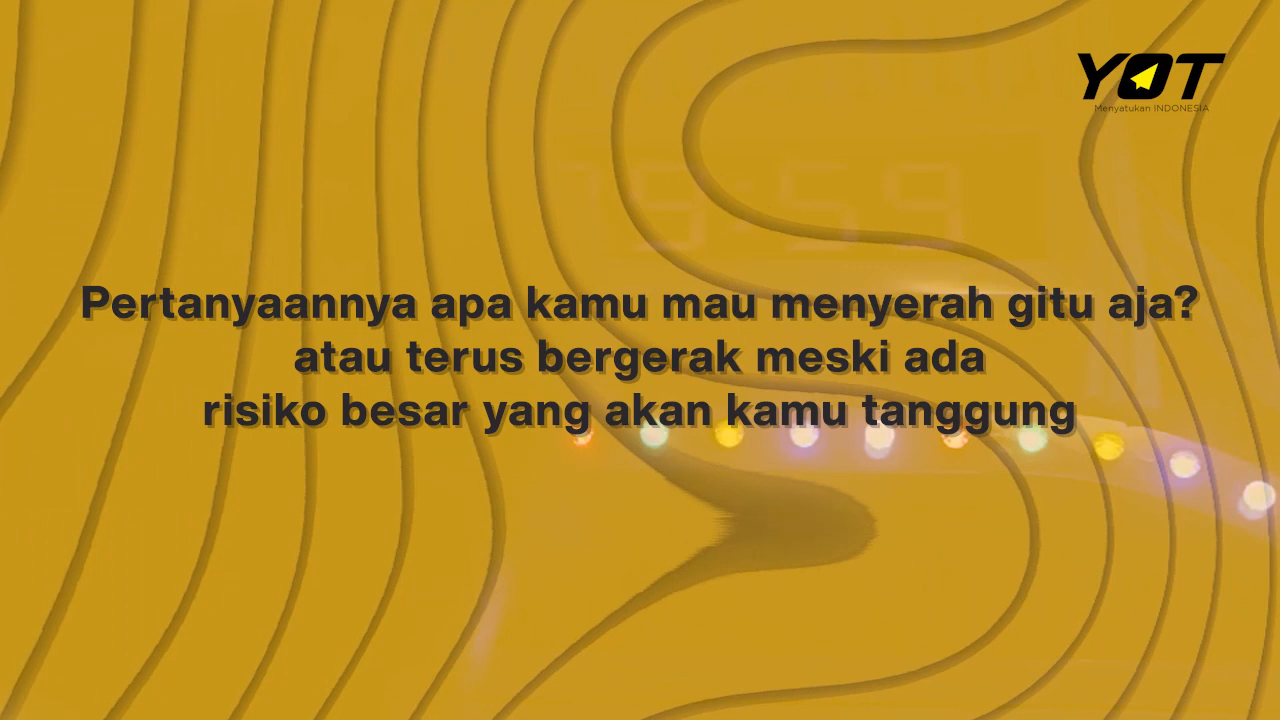 YOT
Menyatukan INDONESIA
Pertanyaannya apa kamu mau menyerah gitu aja?
atau terus bergerak meski ada
risiko besar yang akan kamu tanggung